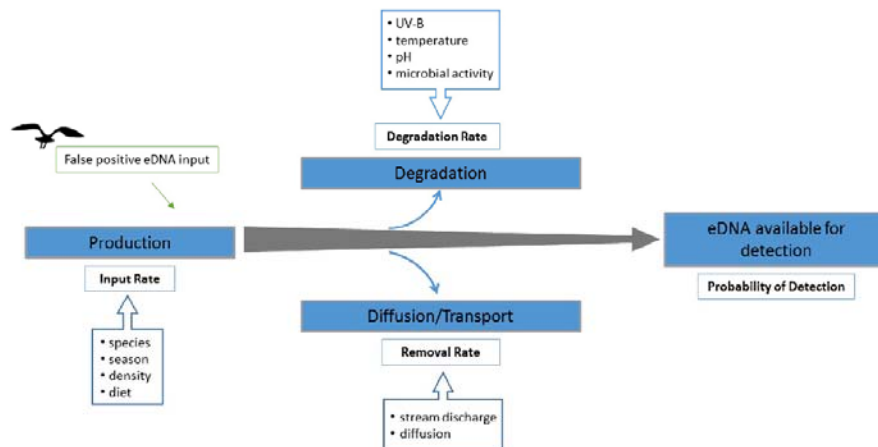 • UV-B
• temperature
• pH
• microbial activity
Degradation Rate
Degradation
False positive eDNA input
Production
Input Rate
• species
• season
• density
• diet
eDNA available for
detection
Probability of Detection
Diffusion/Transport
Removal Rate
• stream discharge
• diffusion